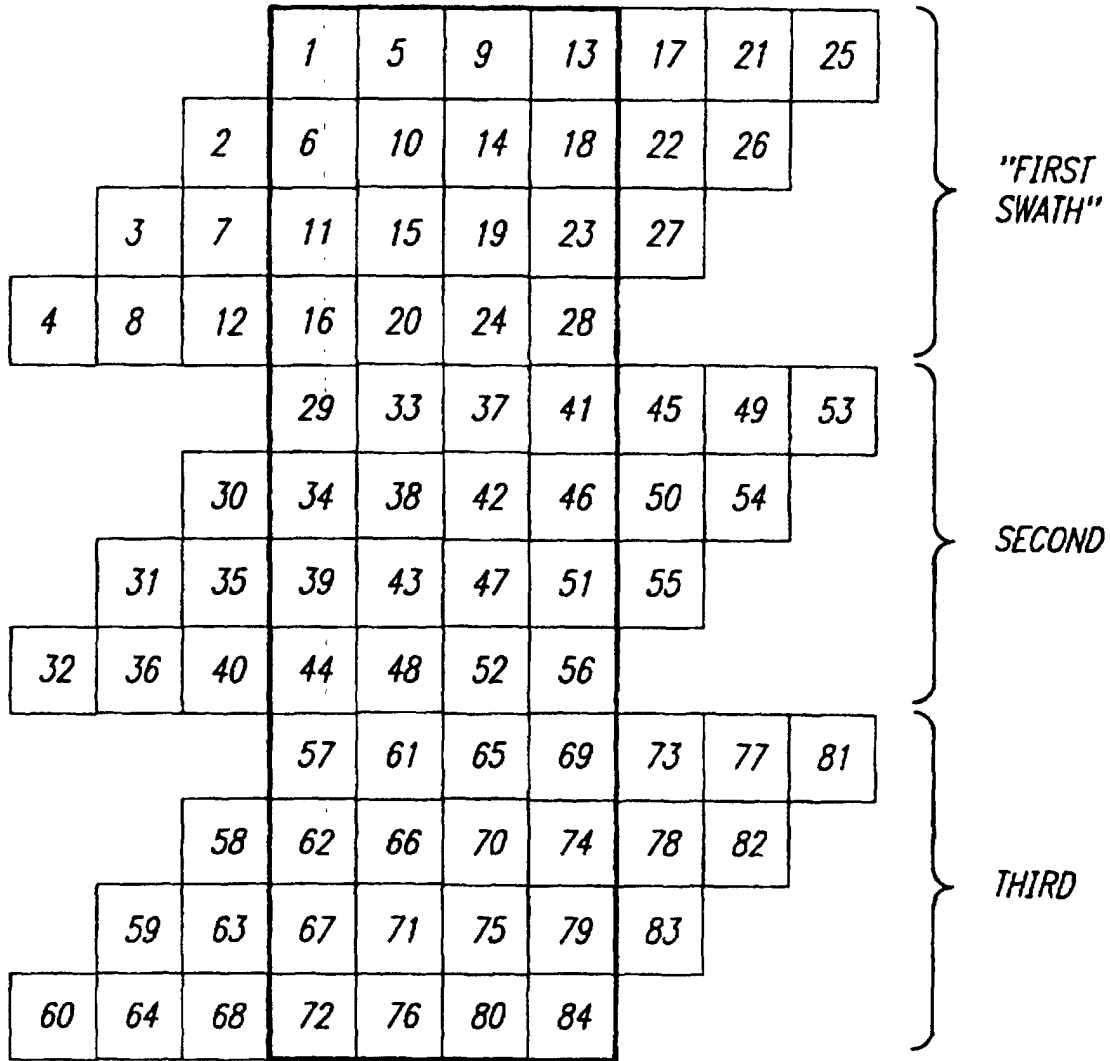 1 5 9 13 17 21 25
2 6 10 14 18 22 26
3 7 11 15 19 23 27
4 8 12 16 20 24 28
"FIRST
SWATH"
29 33 37 41 45 49 53
30 34 38 42 46 50 54
31 35 39 43 47 51 55
32 36 40 44 48 52 56
SECOND
57 61 65 69 73 77 81
58 62 66 70 74 78 82
59 63 67 71 75 79 83
60 64 68 72 76 80 84
THIRD